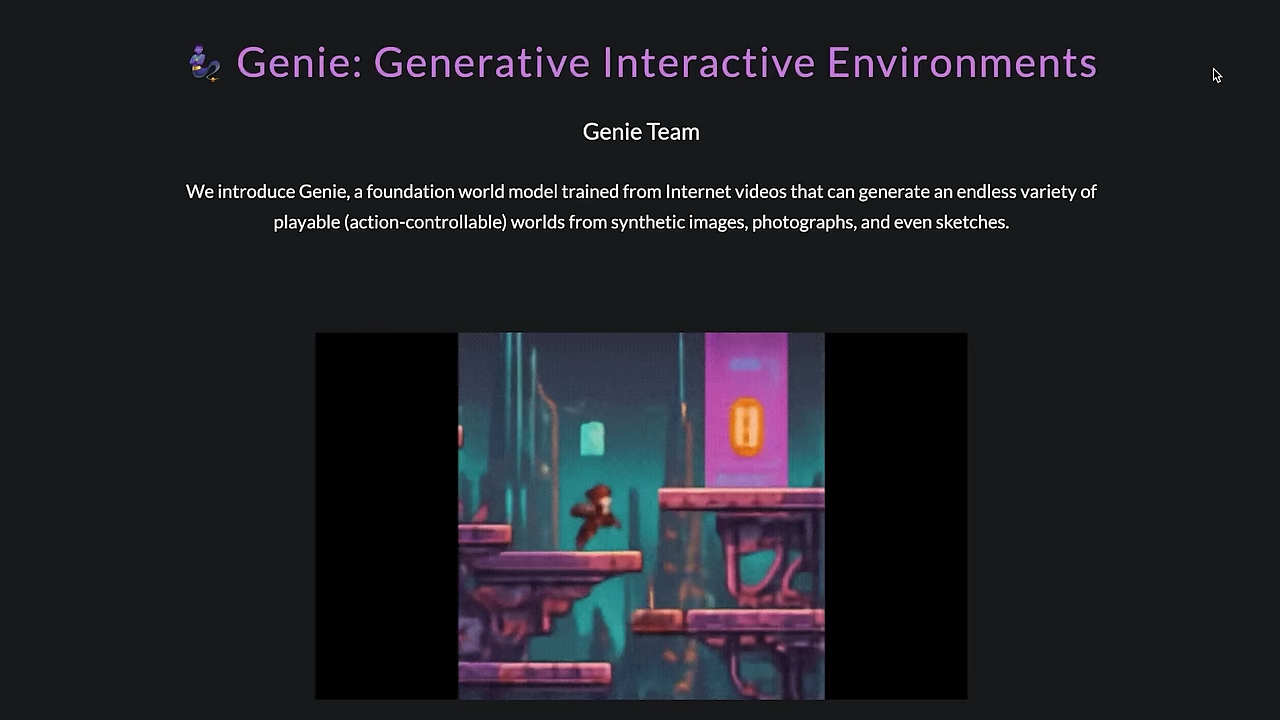 Genie: Generative Interactive Environments
Genie Team
We introduce Genie, a foundation world model trained from Internet videos that can generate an endless variety of
playable (action-controllable) worlds from synthetic images, photographs, and even sketches.